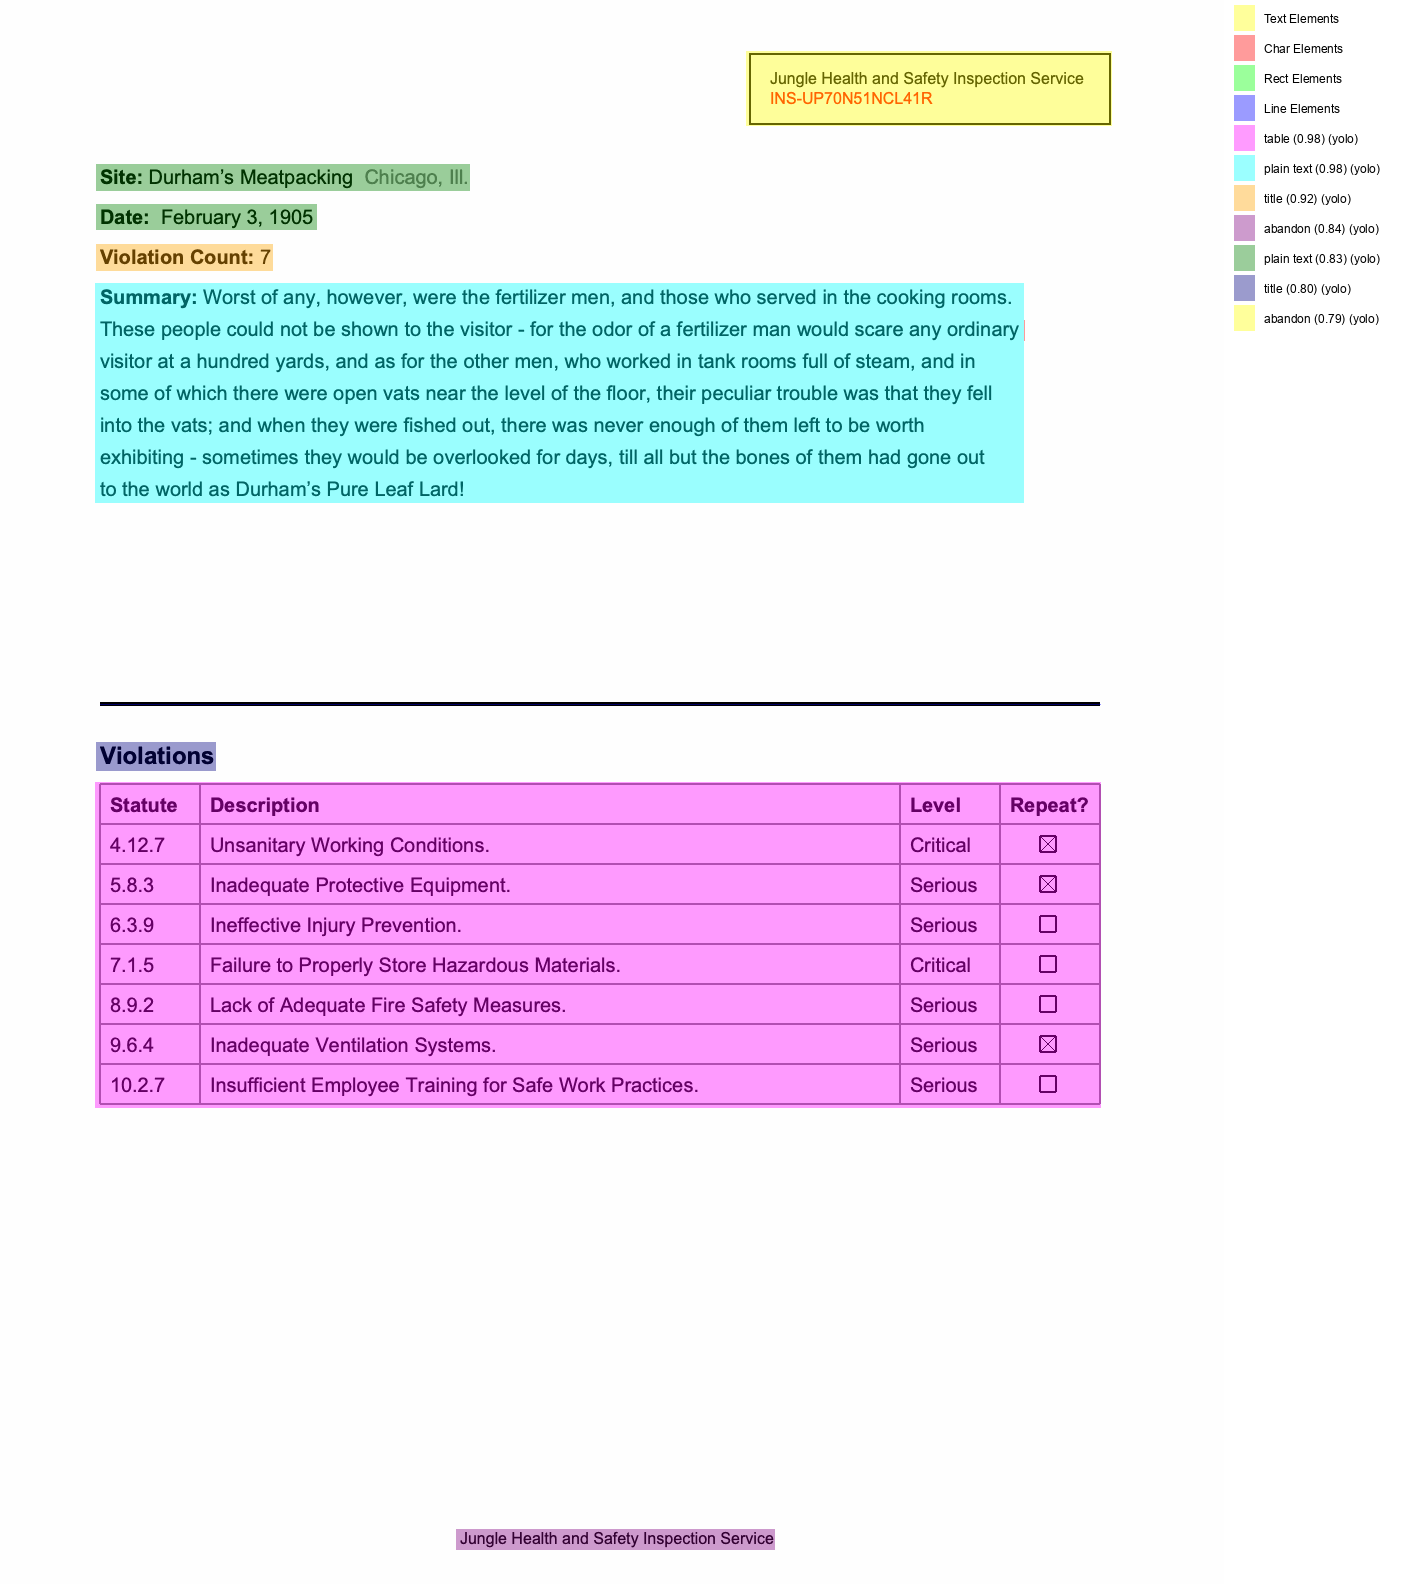 Jungle Health and Safety Inspection Service
INS-UP70N51NCL41R
Site: Durham’s Meatpacking Chicago, Ill.
Date: February 3, 1905
Violation Count: 7
Summary: Worst of any, however, were the fertilizer men, and those who served in the cooking rooms.
These people could not be shown to the visitor - for the odor of a fertilizer man would scare any ordinary
visitor at a hundred yards, and as for the other men, who worked in tank rooms full of steam, and in
some of which there were open vats near the level of the floor, their peculiar trouble was that they fell
into the vats; and when they were fished out, there was never enough of them left to be worth
exhibiting - sometimes they would be overlooked for days, till all but the bones of them had gone out
to the world as Durham’s Pure Leaf Lard!
Violations
Statute Description Level Repeat?
4.12.7 Unsanitary Working Conditions. Critical
5.8.3 Inadequate Protective Equipment. Serious
6.3.9 Ineffective Injury Prevention. Serious
7.1.5 Failure to Properly Store Hazardous Materials. Critical
8.9.2 Lack of Adequate Fire Safety Measures. Serious
9.6.4 Inadequate Ventilation Systems. Serious
10.2.7 Insufficient Employee Training for Safe Work Practices. Serious
Jungle Health and Safety Inspection Service
Text Elements
Char Elements
Rect Elements
Line Elements
table (0.98) (yolo)
plain text (0.98) (yolo)
title (0.92) (yolo)
abandon (0.84) (yolo)
plain text (0.83) (yolo)
title (0.80) (yolo)
abandon (0.79) (yolo)